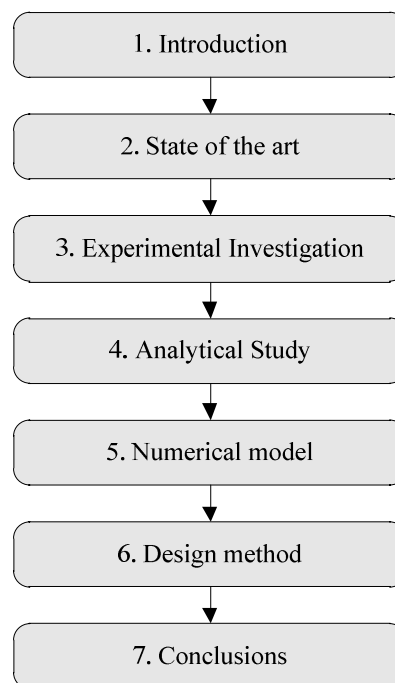 1. Introduction
2. State of the art
3. Experimental Investigation
4. Analytical Study
5. Numerical model
6. Design method
7. Conclusions